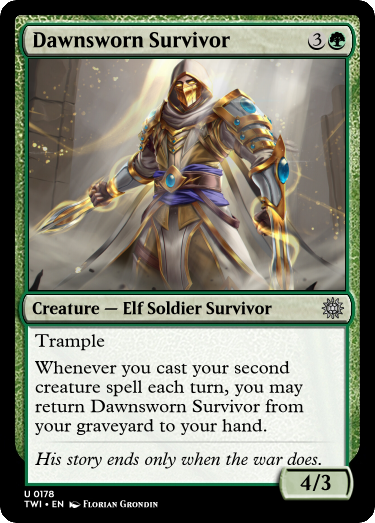 Dawnsworn Survivor 3
Creature — Elf Soldier Survivor
Trample
Whenever you cast your second
creature spell each turn, you may
return Dawnsworn Survivor from
your graveyard to your hand.
His story ends only when the war does.
4/3
U 0178
TWI • EN Florian Grondin